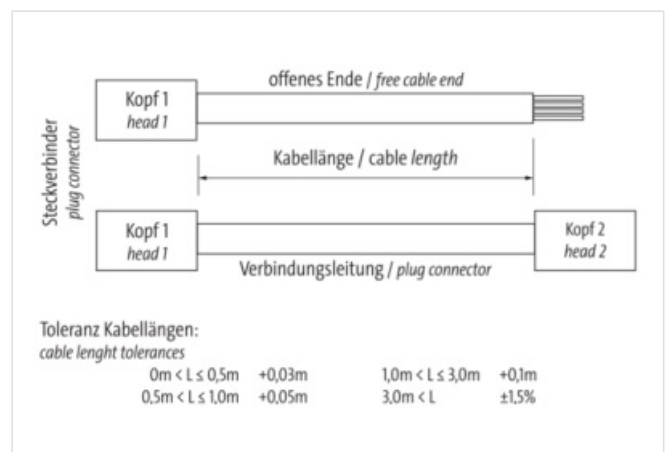 offenes Ende / free cable end
Kopf 1
head 1
Steckverbinder
plug connector
Kabellänge / cable length
Kopf 1
head 1
Kopf 2
head 2
Verbindungsleitung / plug connector
Toleranz Kabellängen:
cable lenght tolerances
0m < L ≤ 0,5m +0,03m 1,0m < L ≤ 3,0m +0,1m
0,5m < L ≤ 1,0m +0,05m 3,0m < L ±1,5%